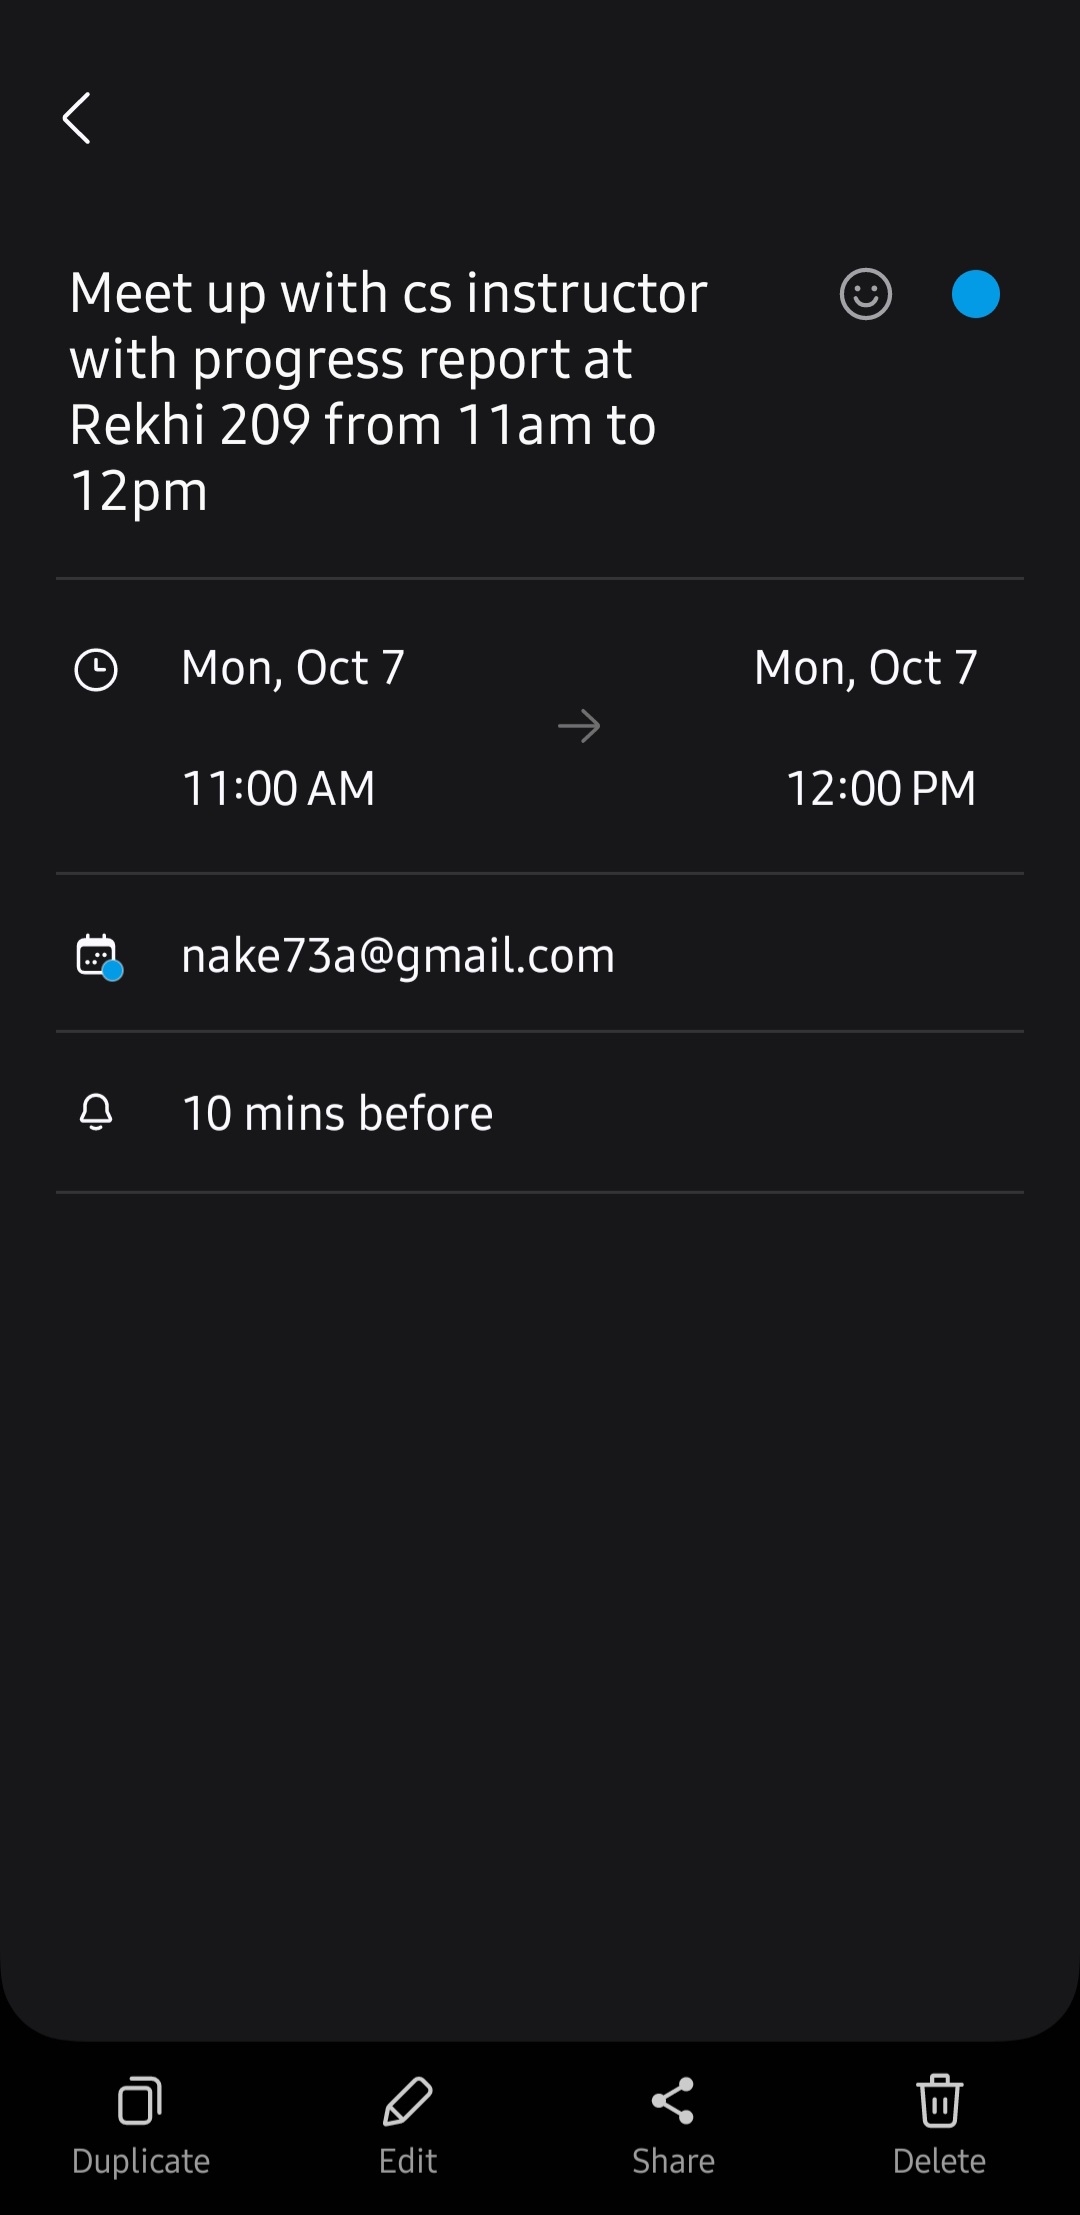 Meet up with cs instructor
with progress report at
Rekhi 209 from 11am to
12pm
Mon, Oct 7
Mon, Oct 7
11:00 AM
12:00 PM
nake73a@gmail.com
10 mins before
Duplicate
Edit
Share
Delete